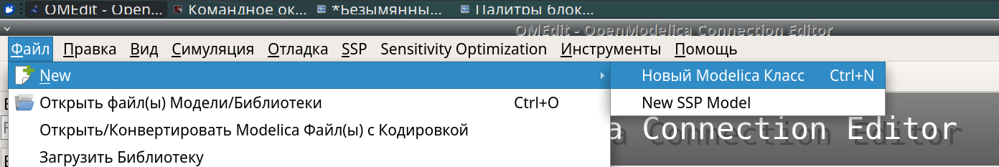 OMEdit - Open... Командное ок... *Безымянны... Палитры блок...
OMEdit - OpenModelica Connection Editor
Файл Правка Вид Симуляция Отладка SSP Sensitivity Optimization Инструменты Помощь
New
Новый Modelica Класс Ctrl+N
Открыть файл(ы) Модели/Библиотеки Ctrl+O
New SSP Model
Открыть/Конвертировать Modelica Файл(ы) с Кодировкой
a Connection Editor
Загрузить Библиотеку